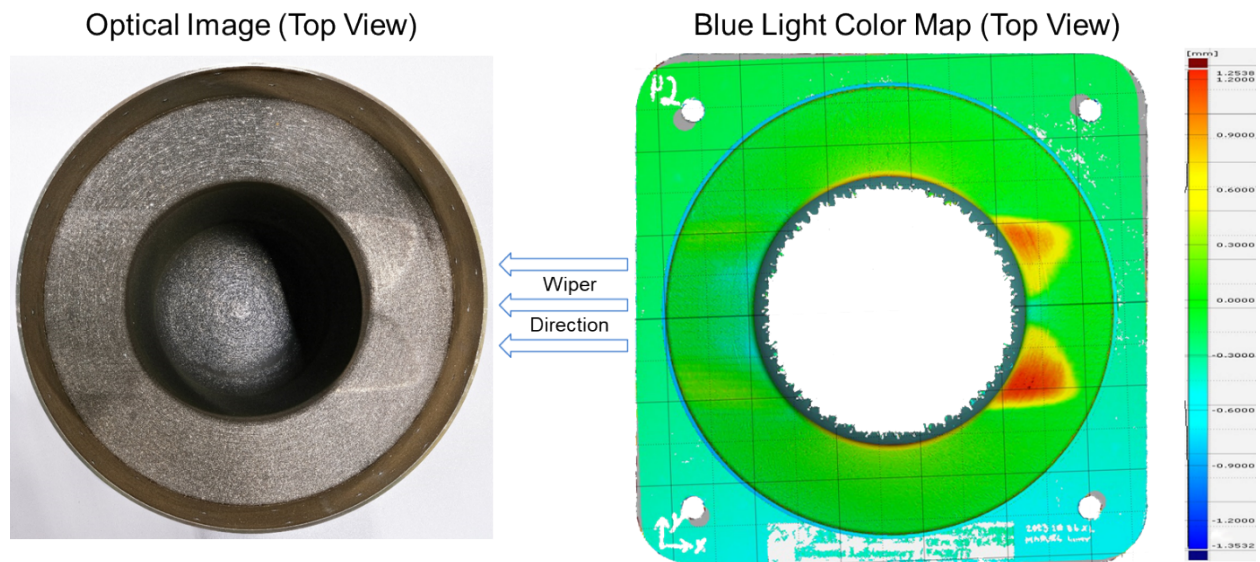 Optical Image (Top View)
Blue Light Color Map (Top View)
[mm]
1.2538
1.2000
0.9000
0.6000
0.3000
0.0000
-0.3000
-0.6000
-0.9000
-1.2000
-1.3532
Wiper
Direction
Y
X